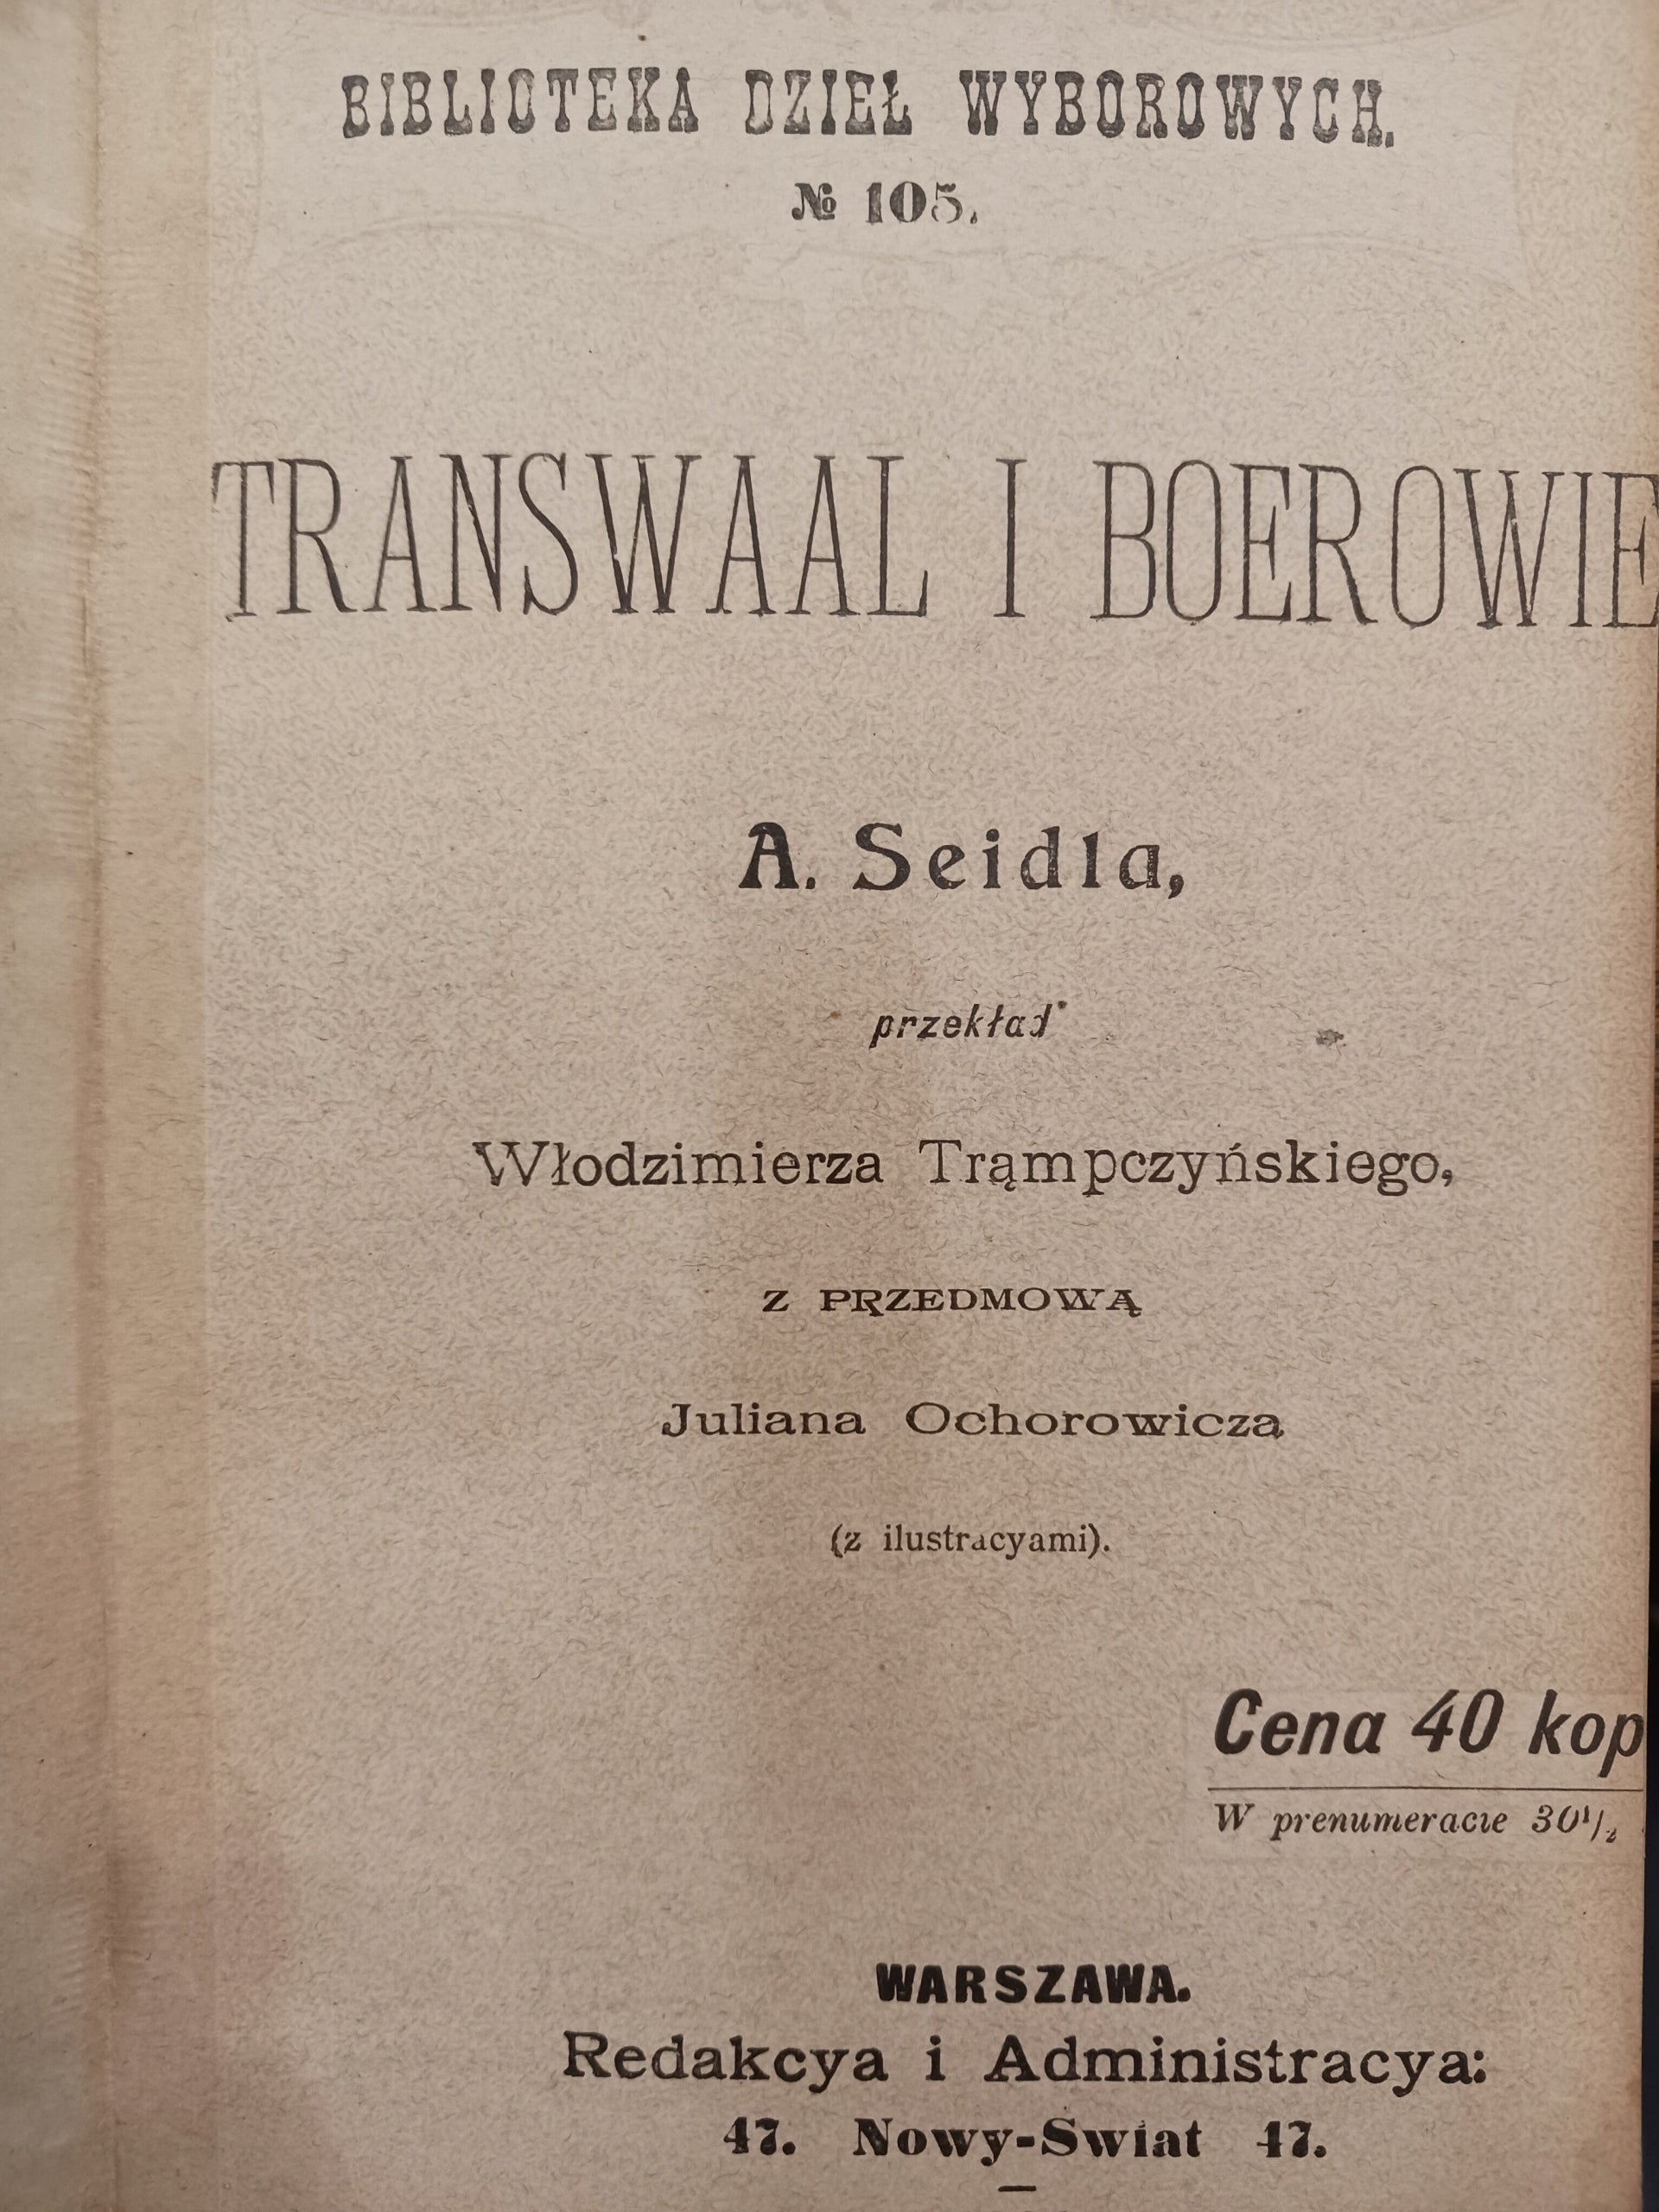 BIBLIOTEKA DZIEŁ WYBOROWYCH.
№ 105.
TRANSWAAL I BOEROWIE
A. Seidla,
przekład
Włodzimierza Trąmpczyńskiego,
Z PRZEDMOWĄ
Juliana Ochorowicza
(z ilustracyami).
Cena 40 kop
W prenumeracie 30½
WARSZAWA.
Redakcya i Administracya:
47. Nowy-Swiat 47.